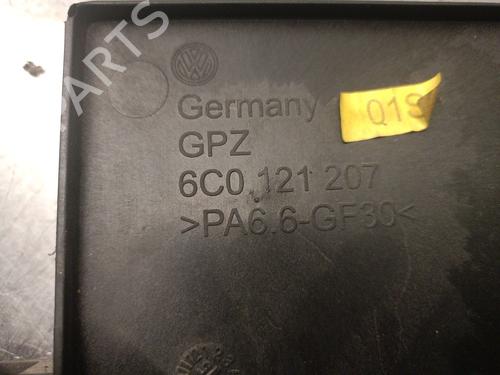 Germany
Q1S
GPZ
6C0 121 207
>PA6.6-GF30<
PARTS